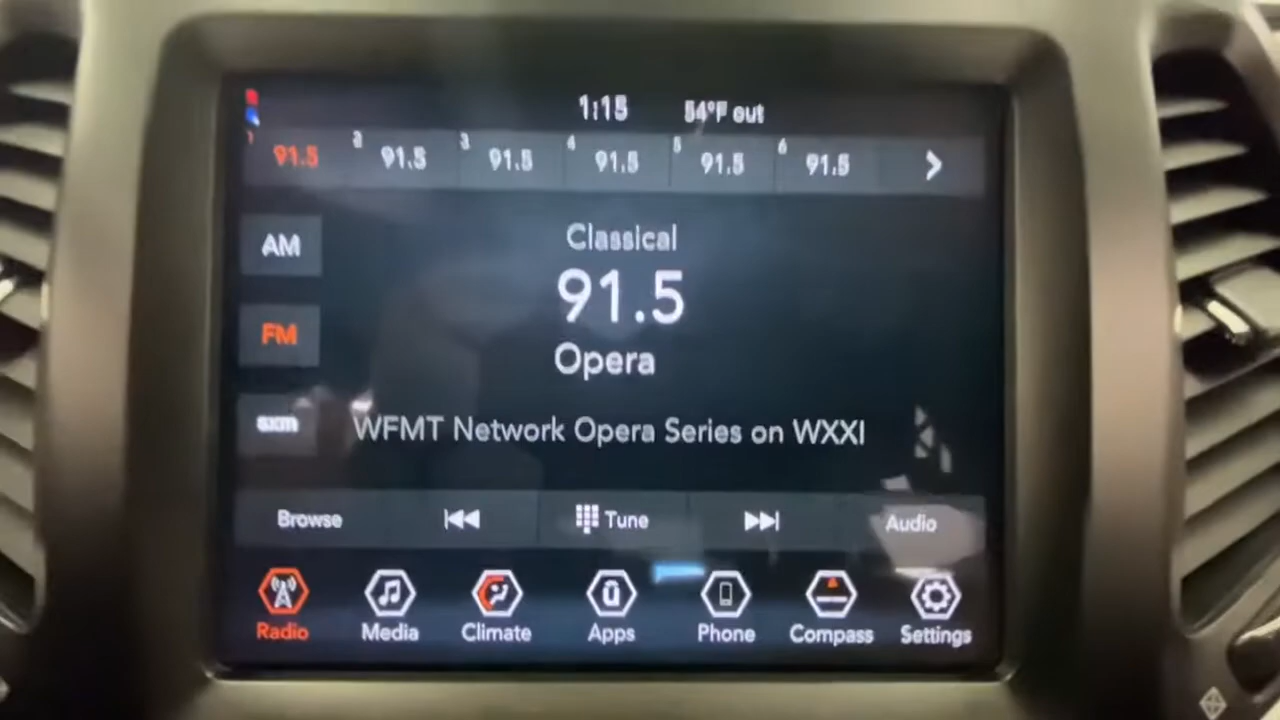 1:15 54°F out
1 91.5 2 91.5 3 91.5 4 91.5 5 91.5 6 91.5
AM
Classical
91.5
FM
Opera
sxm
WFMT Network Opera Series on WXXI
Browse Tune Audio
Radio Media Climate Apps Phone Compass Settings